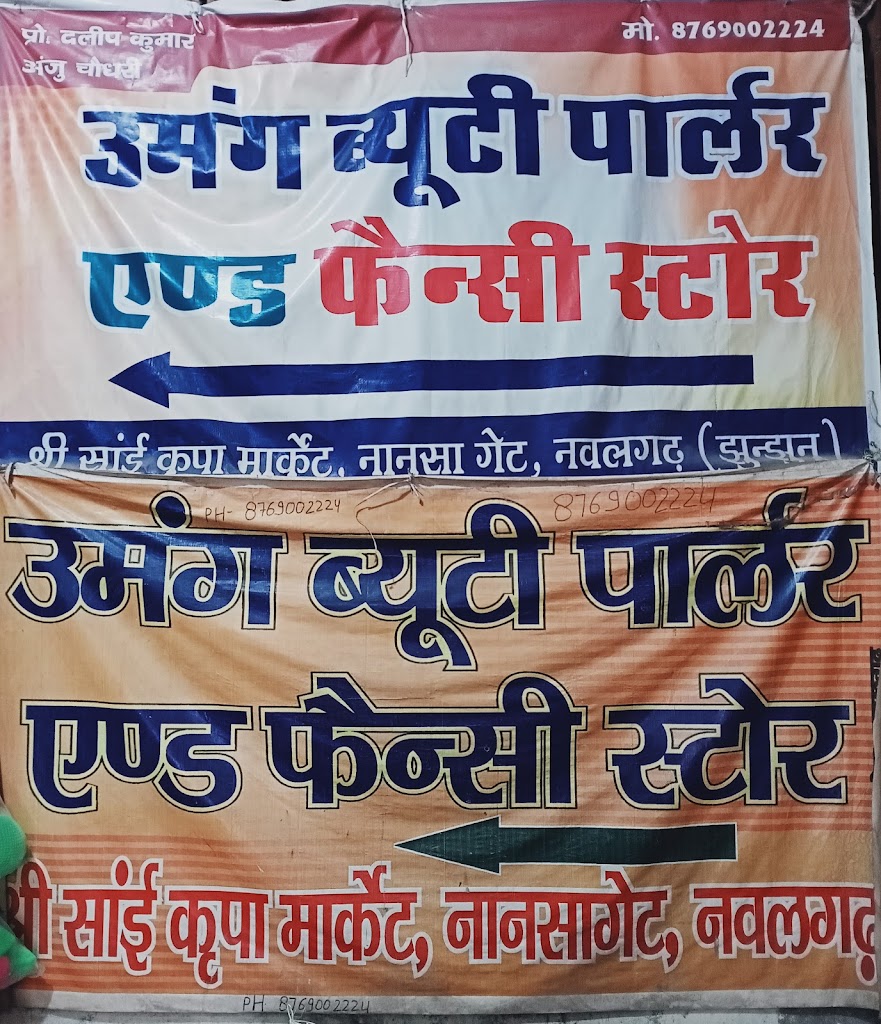 प्रो. दलीप कुमार
अंजु चौधरी
मो. 8769002224
उमंग ब्यूटी पार्लर
एण्ड फैन्सी स्टोर
श्री सांई कृपा मार्केट, नानसा गेट, नवलगढ़ (झुन्झुनू)
PH- 8769002224
8769002224
उमंग ब्यूटी पार्लर
एण्ड फैन्सी स्टोर
श्री सांई कृपा मार्केट, नानसागेट, नवलगढ़
PH 8769002224